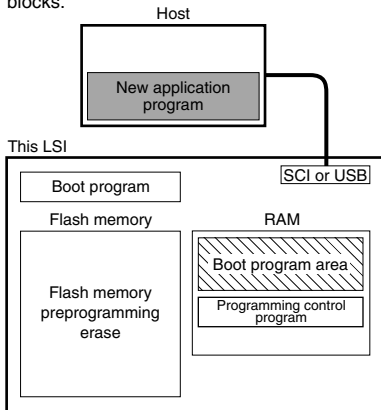 blocks.
Host
New application
program
This LSI
SCI or USB
Boot program
Flash memory
RAM
Boot program area
Flash memory
preprogramming
erase
Programming control
program